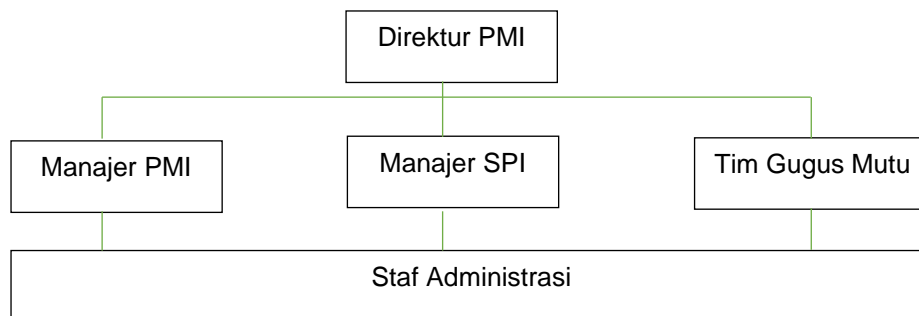 Direktur PMI
Manajer PMI
Manajer SPI
Tim Gugus Mutu
Staf Administrasi